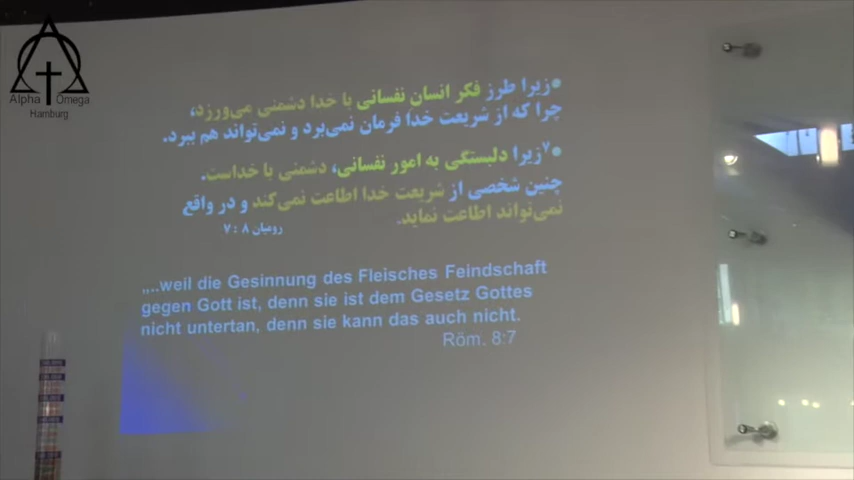 Alpha Omega
Hamburg
•زیرا طرز فکر انسانِ نفسانی با خدا دشمنی می‌ورزد،
چرا که از شریعت خدا فرمان نمی‌برد و نمی‌تواند هم ببرد.
•۷زیرا دلبستگی به امور نفسانی، دشمنی با خداست.
چنین شخصی از شریعت خدا اطاعت نمی‌کند و در واقع
نمی‌تواند اطاعت نماید.
رومیان ۸ : ۷
„..weil die Gesinnung des Fleisches Feindschaft
gegen Gott ist, denn sie ist dem Gesetz Gottes
nicht untertan, denn sie kann das auch nicht.
Röm. 8:7